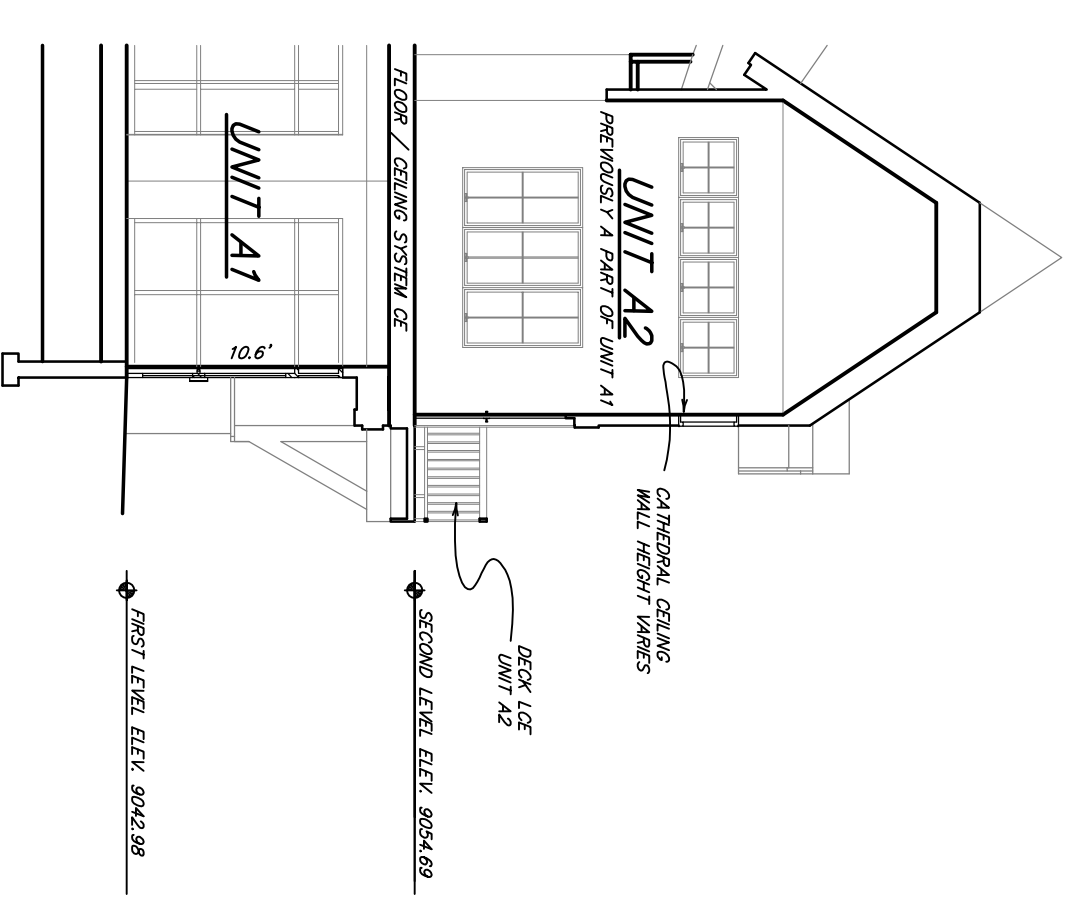 UNIT A2
PREVIOUSLY A PART OF UNIT A1
CATHEDRAL CEILING
WALL HEIGHT VARIES
DECK LCE
UNIT A2
SECOND LEVEL ELEV. 9054.69
FLOOR / CEILING SYSTEM CE
UNIT A1
10.6'
FIRST LEVEL ELEV. 9042.98